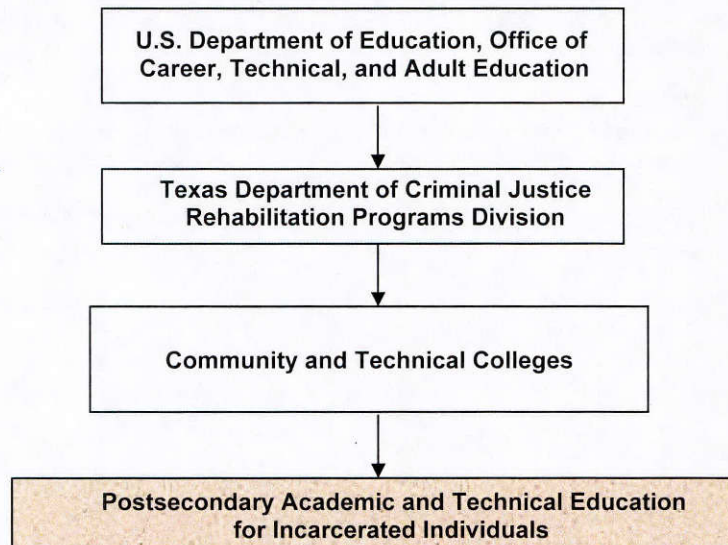 U.S. Department of Education, Office of
Career, Technical, and Adult Education
Texas Department of Criminal Justice
Rehabilitation Programs Division
Community and Technical Colleges
Postsecondary Academic and Technical Education
for Incarcerated Individuals